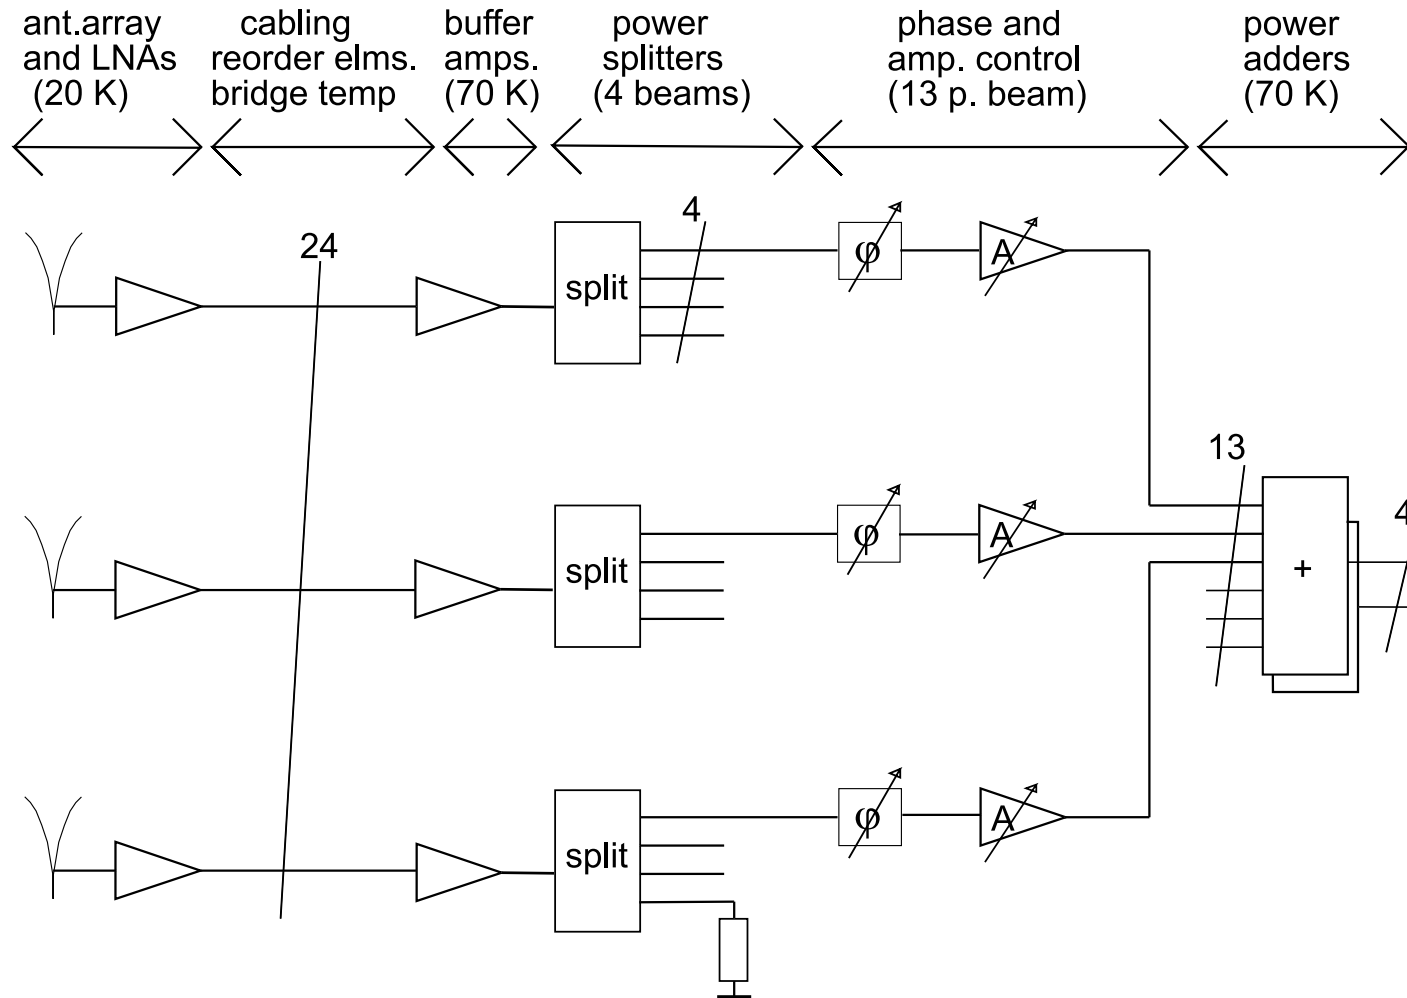 ant.array
and LNAs
(20 K)
cabling
reorder elms.
bridge temp
buffer
amps.
(70 K)
power
splitters
(4 beams)
phase and
amp. control
(13 p. beam)
power
adders
(70 K)
24
split
4
φ
A
split
φ
A
13
+
4
split
φ
A